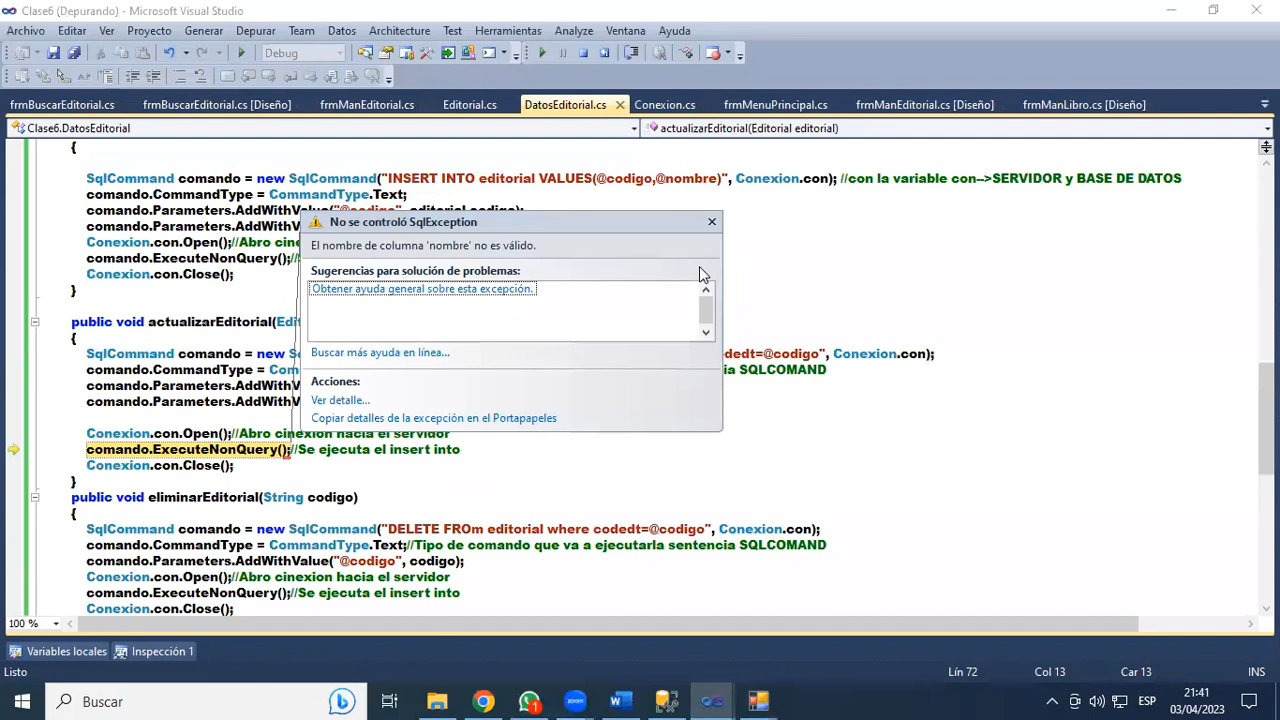 Clase6 (Depurando) - Microsoft Visual Studio
Archivo Editar Ver Proyecto Generar Depurar Team Datos Architecture Test Herramientas Analyze Ventana Ayuda
Debug
frmBuscarEditorial.cs frmBuscarEditorial.cs [Diseño] frmManEditorial.cs Editorial.cs DatosEditorial.cs Conexion.cs frmMenuPrincipal.cs frmManEditorial.cs [Diseño] frmManLibro.cs [Diseño]
Clase6.DatosEditorial actualizarEditorial(Editorial editorial)
{
SqlCommand comando = new SqlCommand("INSERT INTO editorial VALUES(@codigo,@nombre)", Conexion.con); //con la variable con-->SERVIDOR y BASE DE DATOS
comando.CommandType = CommandType.Text;
comando.Parameters.AddWithValue("@codigo", editorial.codigo);
No se controló SqlException
comando.Parameters.AddWithV
Conexion.con.Open();//Abro cine
El nombre de columna 'nombre' no es válido.
comando.ExecuteNonQuery();//
Conexion.con.Close();
Sugerencias para solución de problemas:
Obtener ayuda general sobre esta excepción.
}
public void actualizarEditorial(Edi
{
SqlCommand comando = new S
Buscar más ayuda en línea...
codedt=@codigo", Conexion.con);
comando.CommandType = Com
a SQLCOMAND
comando.Parameters.AddWithV
Acciones:
comando.Parameters.AddWithV
Ver detalle...
Copiar detalles de la excepción en el Portapapeles
Conexion.con.Open();//Abro cinexion hacia el servidor
comando.ExecuteNonQuery();//Se ejecuta el insert into
Conexion.con.Close();
}
public void eliminarEditorial(String codigo)
{
SqlCommand comando = new SqlCommand("DELETE FROm editorial where codedt=@codigo", Conexion.con);
comando.CommandType = CommandType.Text;//Tipo de comando que va a ejecutarla sentencia SQLCOMAND
comando.Parameters.AddWithValue("@codigo", codigo);
Conexion.con.Open();//Abro cinexion hacia el servidor
comando.ExecuteNonQuery();//Se ejecuta el insert into
Conexion.con.Close();
100 %
Variables locales Inspección 1
Listo Lín 72 Col 13 Car 13 INS
Buscar ESP 21:41
03/04/2023